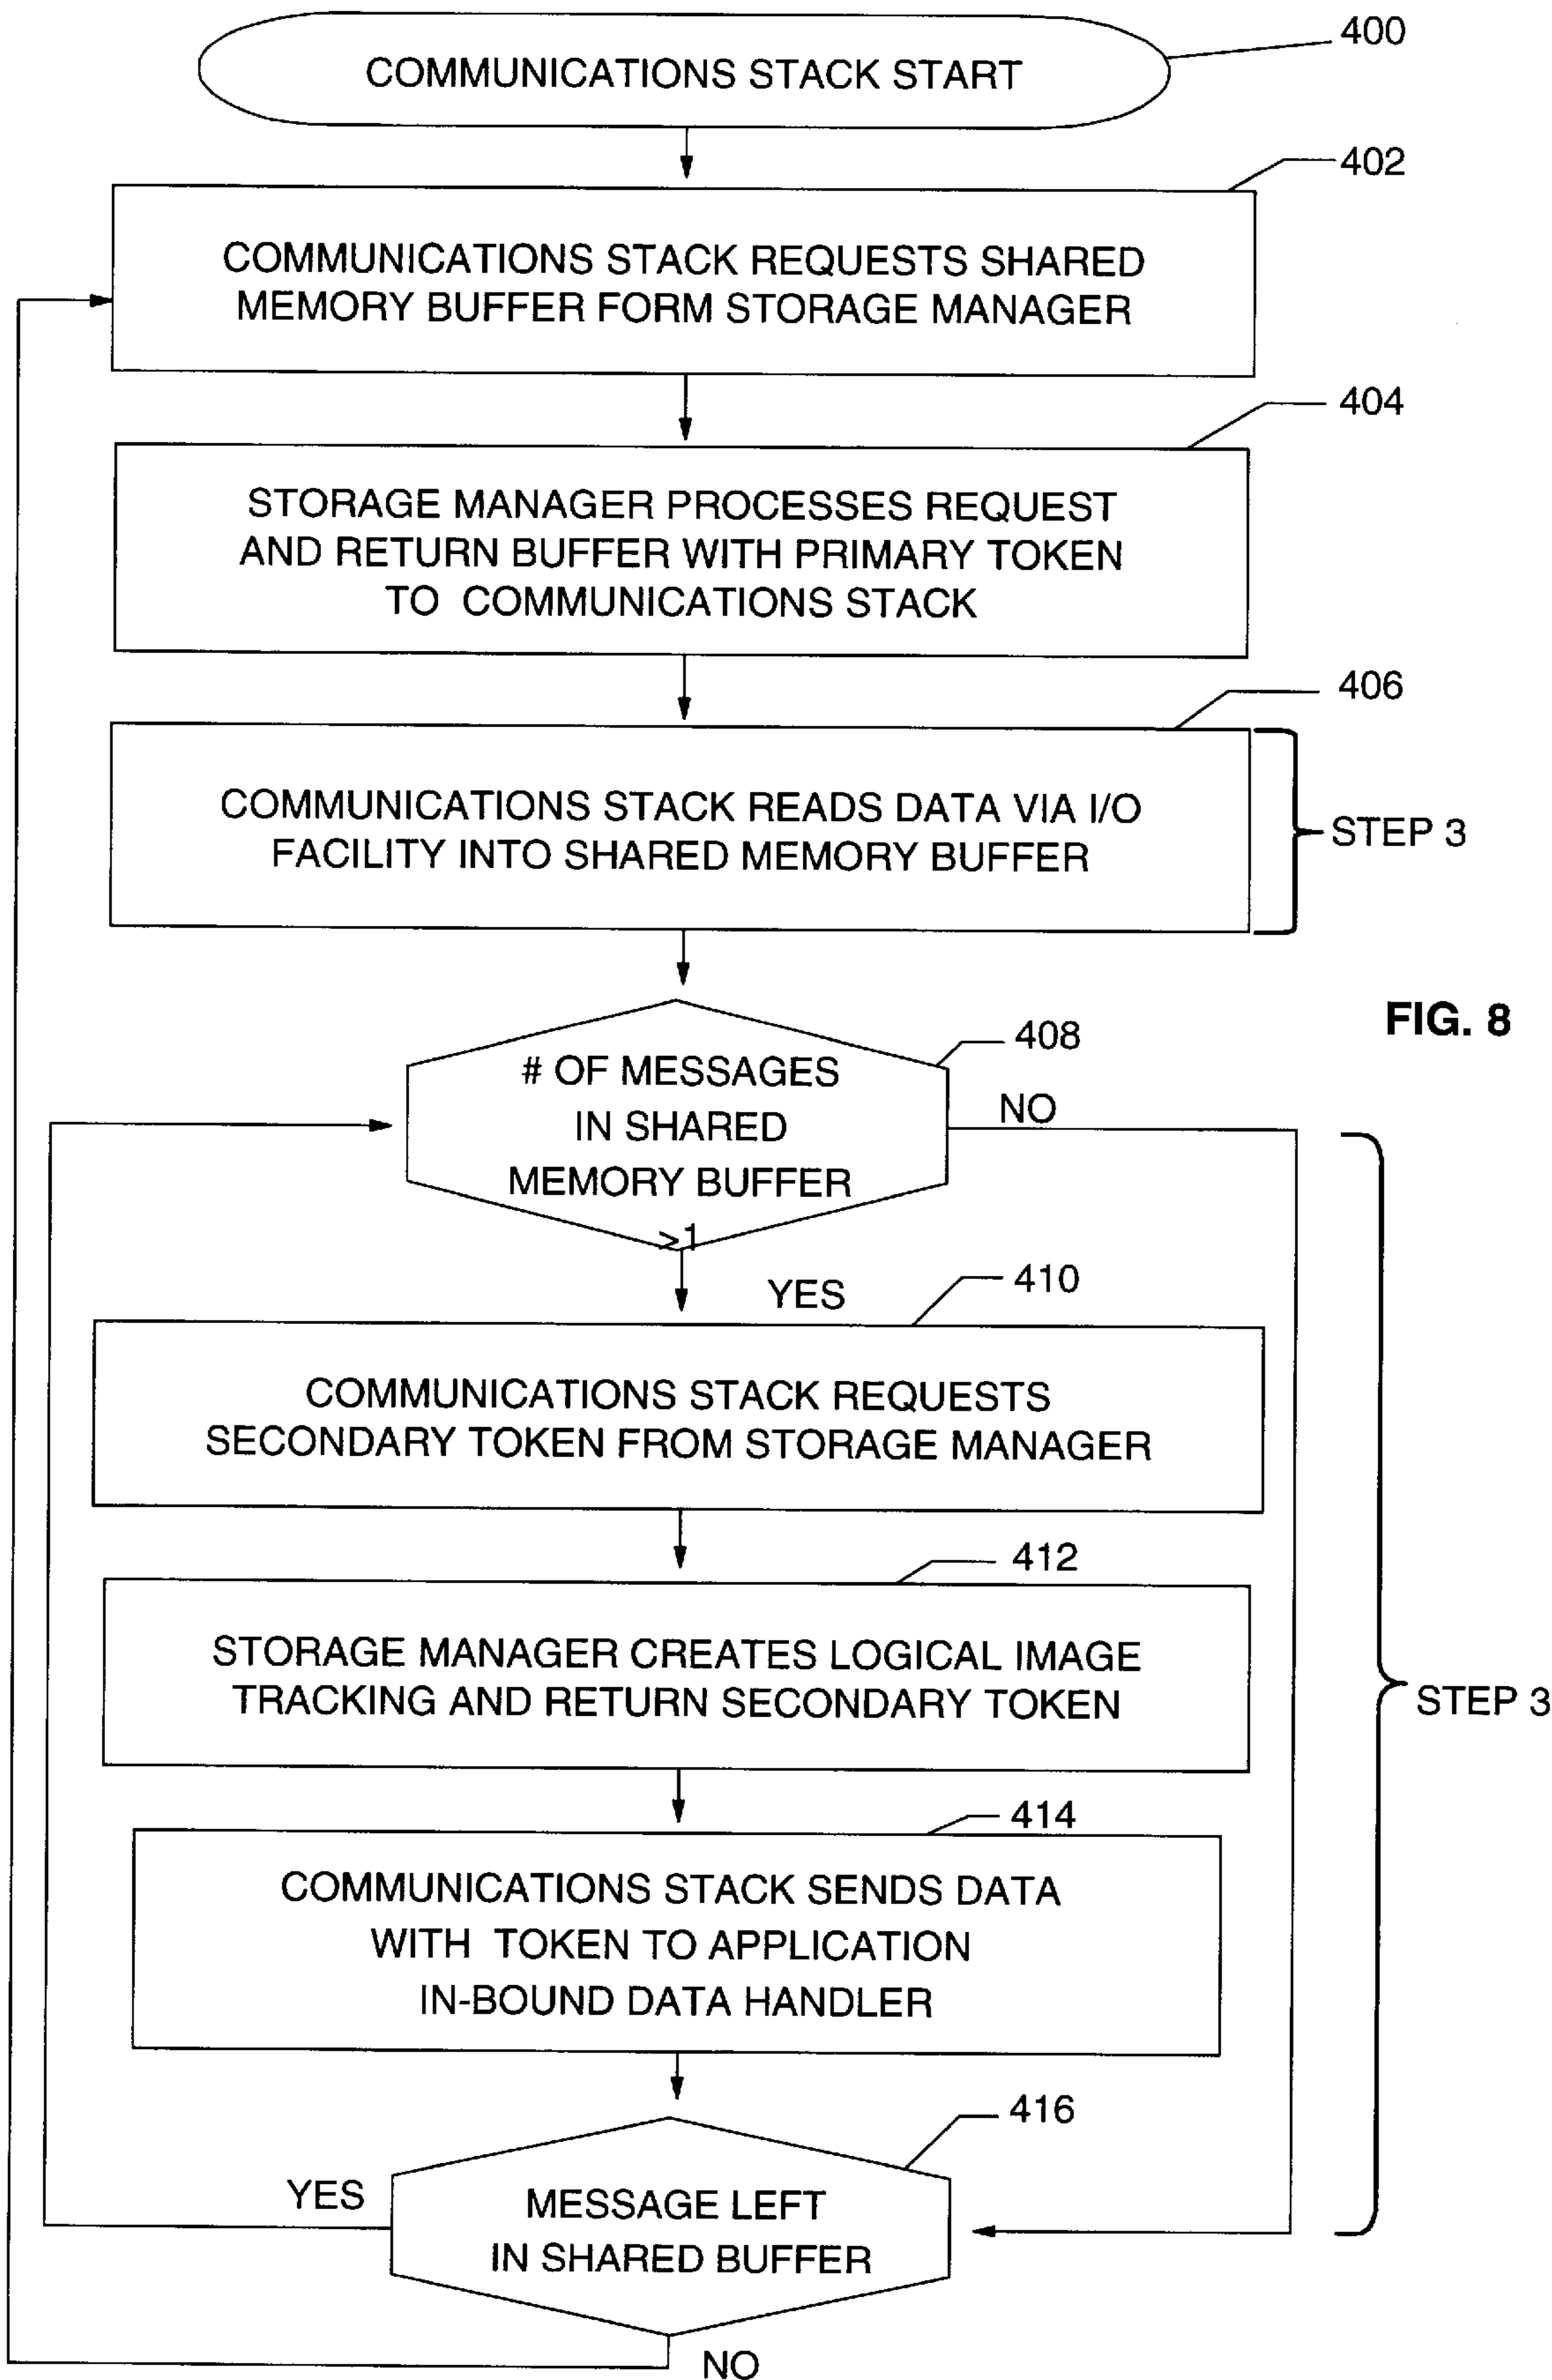 COMMUNICATIONS STACK START
400
402
COMMUNICATIONS STACK REQUESTS SHARED
MEMORY BUFFER FORM STORAGE MANAGER
404
STORAGE MANAGER PROCESSES REQUEST
AND RETURN BUFFER WITH PRIMARY TOKEN
TO COMMUNICATIONS STACK
406
COMMUNICATIONS STACK READS DATA VIA I/O
FACILITY INTO SHARED MEMORY BUFFER
STEP 3
FIG. 8
408
# OF MESSAGES
IN SHARED
MEMORY BUFFER
>1
NO
YES
410
COMMUNICATIONS STACK REQUESTS
SECONDARY TOKEN FROM STORAGE MANAGER
412
STORAGE MANAGER CREATES LOGICAL IMAGE
TRACKING AND RETURN SECONDARY TOKEN
STEP 3
414
COMMUNICATIONS STACK SENDS DATA
WITH TOKEN TO APPLICATION
IN-BOUND DATA HANDLER
416
YES
MESSAGE LEFT
IN SHARED BUFFER
NO